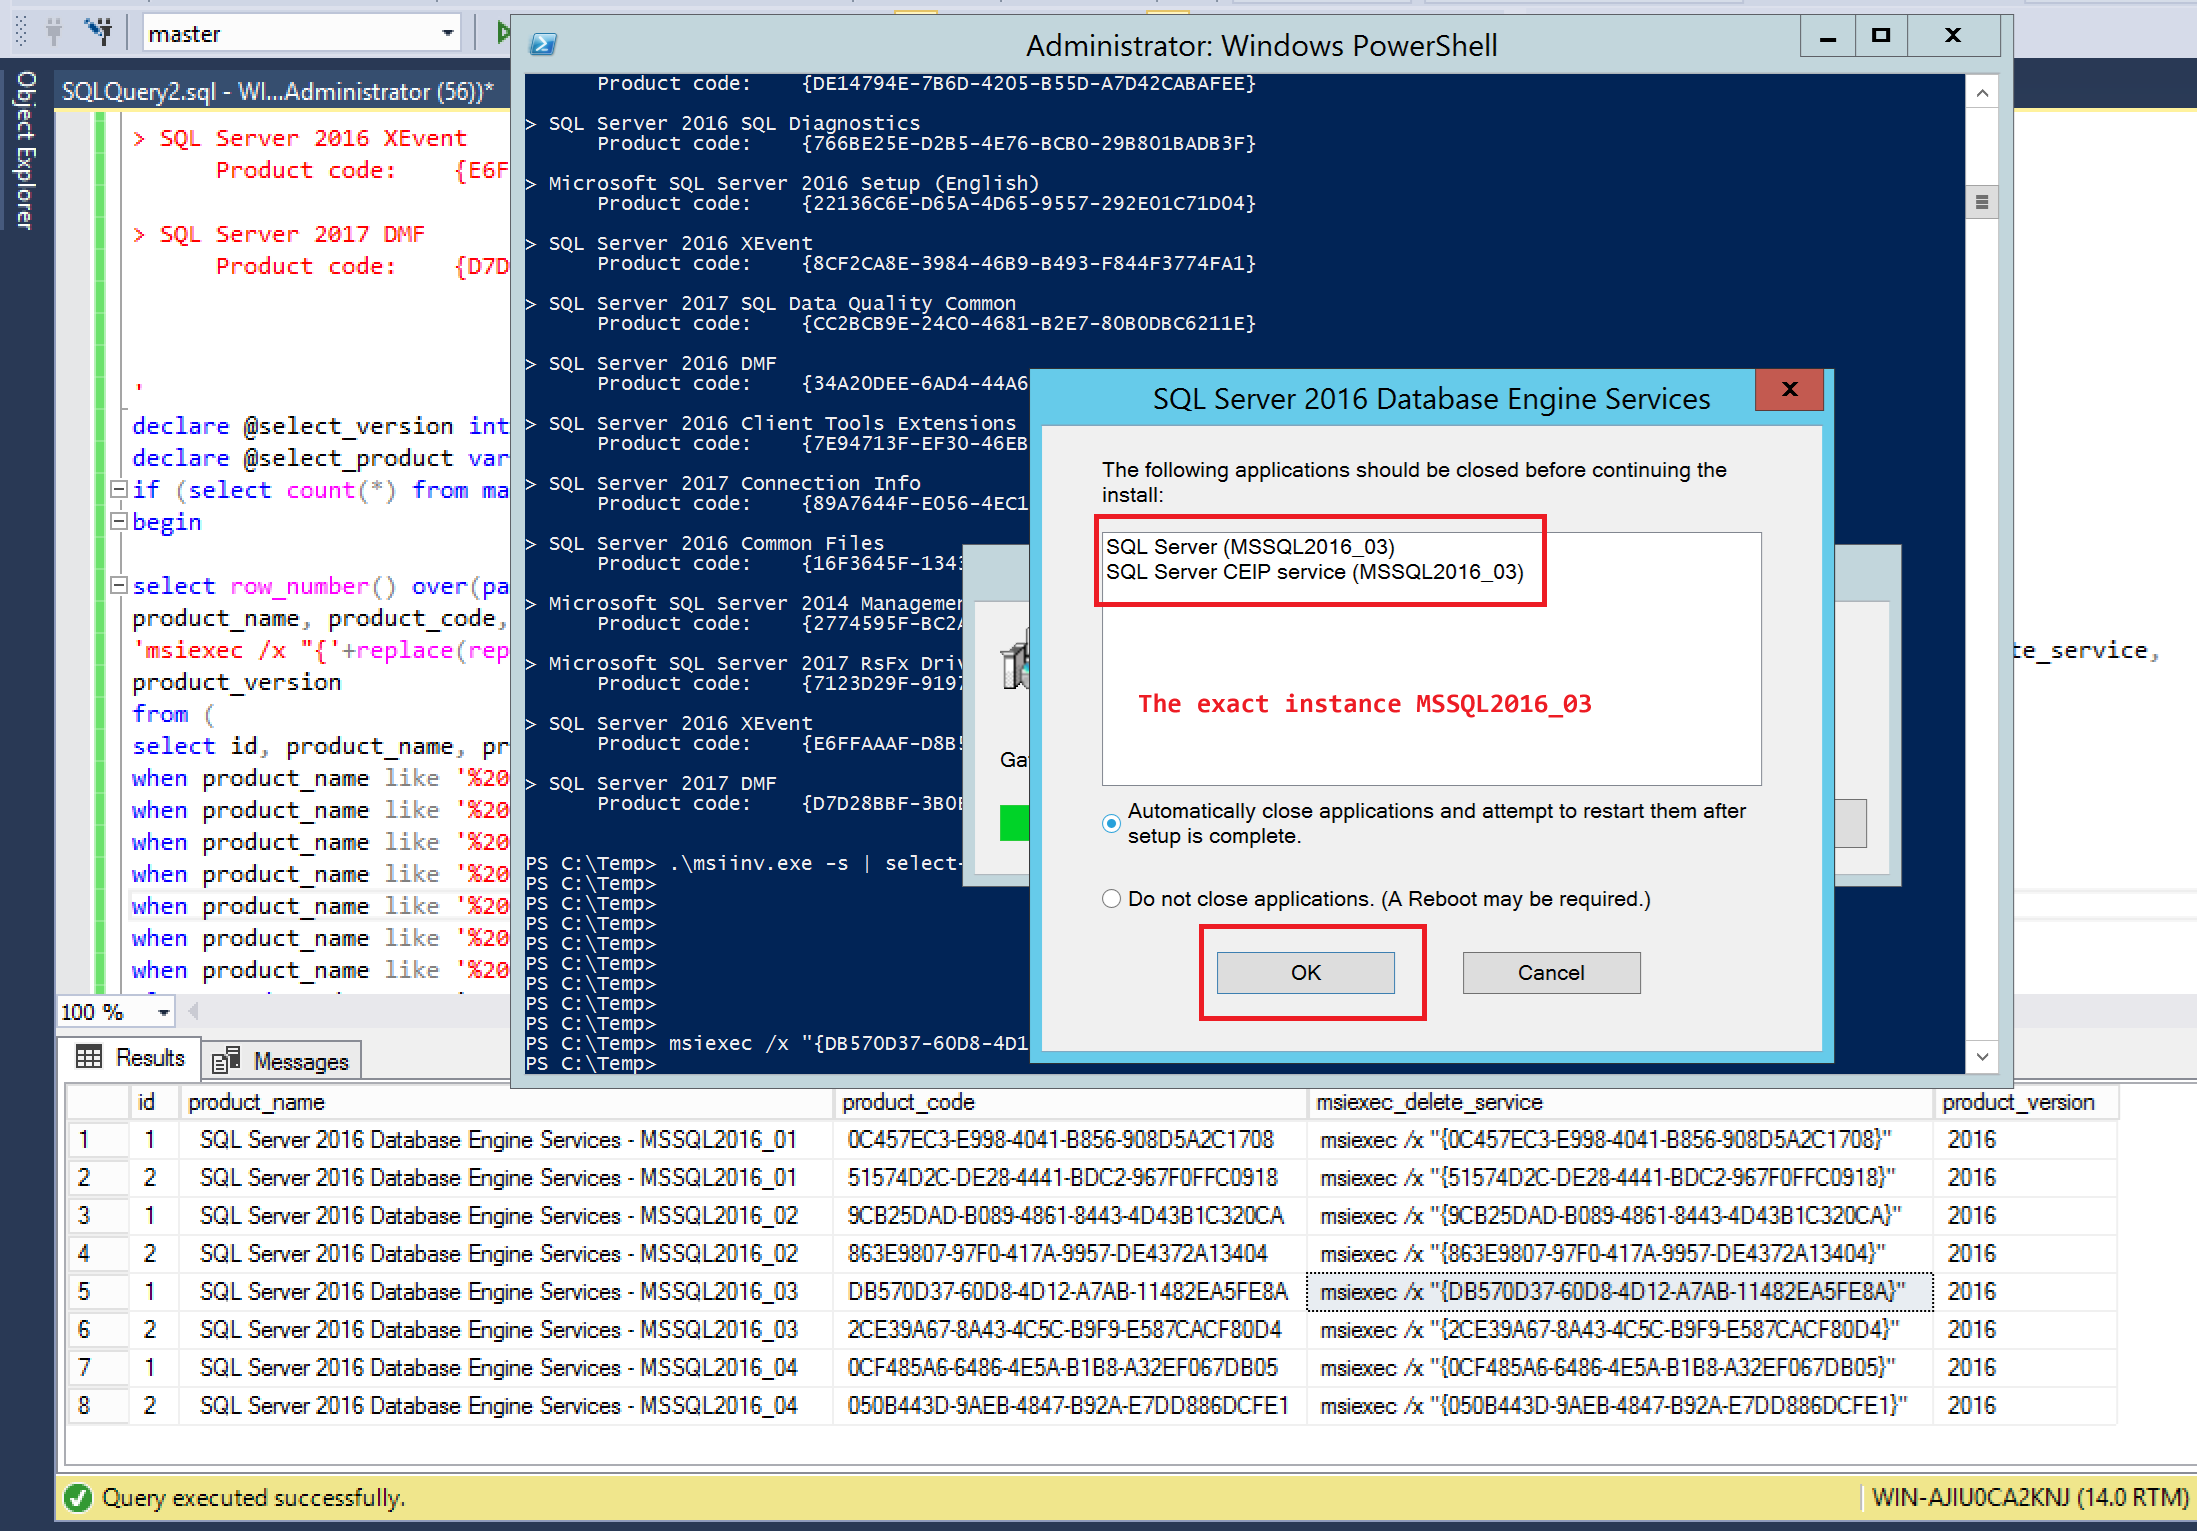 master
Object Explorer
SQLQuery2.sql - WI...Administrator (56))*
> SQL Server 2016 XEvent
Product code: {E6F
> SQL Server 2017 DMF
Product code: {D7D
'
declare @select_version int
declare @select_product var
if (select count(*) from ma
begin
select row_number() over(pa
product_name, product_code,
'msiexec /x "{'+replace(rep
te_service,
product_version
from (
select id, product_name, pr
when product_name like '%20
when product_name like '%20
when product_name like '%20
when product_name like '%20
when product_name like '%20
when product_name like '%20
when product_name like '%20
100 %
Administrator: Windows PowerShell
Product code: {DE14794E-7B6D-4205-B55D-A7D42CABAFEE}
> SQL Server 2016 SQL Diagnostics
Product code: {766BE25E-D2B5-4E76-BCB0-29B801BADB3F}
> Microsoft SQL Server 2016 Setup (English)
Product code: {22136C6E-D65A-4D65-9557-292E01C71D04}
> SQL Server 2016 XEvent
Product code: {8CF2CA8E-3984-46B9-B493-F844F3774FA1}
> SQL Server 2017 SQL Data Quality Common
Product code: {CC2BCB9E-24C0-4681-B2E7-80B0DBC6211E}
> SQL Server 2016 DMF
Product code: {34A20DEE-6AD4-44A6
> SQL Server 2016 Client Tools Extensions
Product code: {7E94713F-EF30-46EB
> SQL Server 2017 Connection Info
Product code: {89A7644F-E056-4EC1
> SQL Server 2016 Common Files
Product code: {16F3645F-1343
> Microsoft SQL Server 2014 Managemen
Product code: {2774595F-BC2A
> Microsoft SQL Server 2017 RsFx Driv
Product code: {7123D29F-9197
> SQL Server 2016 XEvent
Product code: {E6FFAAAF-D8B5
> SQL Server 2017 DMF
Product code: {D7D28BBF-3B0E
PS C:\Temp> .\msiinv.exe -s | select-
PS C:\Temp>
PS C:\Temp>
PS C:\Temp>
PS C:\Temp>
PS C:\Temp>
PS C:\Temp>
PS C:\Temp>
PS C:\Temp>
PS C:\Temp> msiexec /x "{DB570D37-60D8-4D1
PS C:\Temp>
Ga
SQL Server 2016 Database Engine Services
The following applications should be closed before continuing the
install:
SQL Server (MSSQL2016_03)
SQL Server CEIP service (MSSQL2016_03)
The exact instance MSSQL2016_03
Automatically close applications and attempt to restart them after
setup is complete.
Do not close applications. (A Reboot may be required.)
OK Cancel
Results Messages
id product_name product_code msiexec_delete_service product_version
1 1 SQL Server 2016 Database Engine Services - MSSQL2016_01 0C457EC3-E998-4041-B856-908D5A2C1708 msiexec /x "{0C457EC3-E998-4041-B856-908D5A2C1708}" 2016
2 2 SQL Server 2016 Database Engine Services - MSSQL2016_01 51574D2C-DE28-4441-BDC2-967F0FFC0918 msiexec /x "{51574D2C-DE28-4441-BDC2-967F0FFC0918}" 2016
3 1 SQL Server 2016 Database Engine Services - MSSQL2016_02 9CB25DAD-B089-4861-8443-4D43B1C320CA msiexec /x "{9CB25DAD-B089-4861-8443-4D43B1C320CA}" 2016
4 2 SQL Server 2016 Database Engine Services - MSSQL2016_02 863E9807-97F0-417A-9957-DE4372A13404 msiexec /x "{863E9807-97F0-417A-9957-DE4372A13404}" 2016
5 1 SQL Server 2016 Database Engine Services - MSSQL2016_03 DB570D37-60D8-4D12-A7AB-11482EA5FE8A msiexec /x "{DB570D37-60D8-4D12-A7AB-11482EA5FE8A}" 2016
6 2 SQL Server 2016 Database Engine Services - MSSQL2016_03 2CE39A67-8A43-4C5C-B9F9-E587CACF80D4 msiexec /x "{2CE39A67-8A43-4C5C-B9F9-E587CACF80D4}" 2016
7 1 SQL Server 2016 Database Engine Services - MSSQL2016_04 0CF485A6-6486-4E5A-B1B8-A32EF067DB05 msiexec /x "{0CF485A6-6486-4E5A-B1B8-A32EF067DB05}" 2016
8 2 SQL Server 2016 Database Engine Services - MSSQL2016_04 050B443D-9AEB-4847-B92A-E7DD886DCFE1 msiexec /x "{050B443D-9AEB-4847-B92A-E7DD886DCFE1}" 2016
Query executed successfully.
WIN-AJIU0CA2KNJ (14.0 RTM)